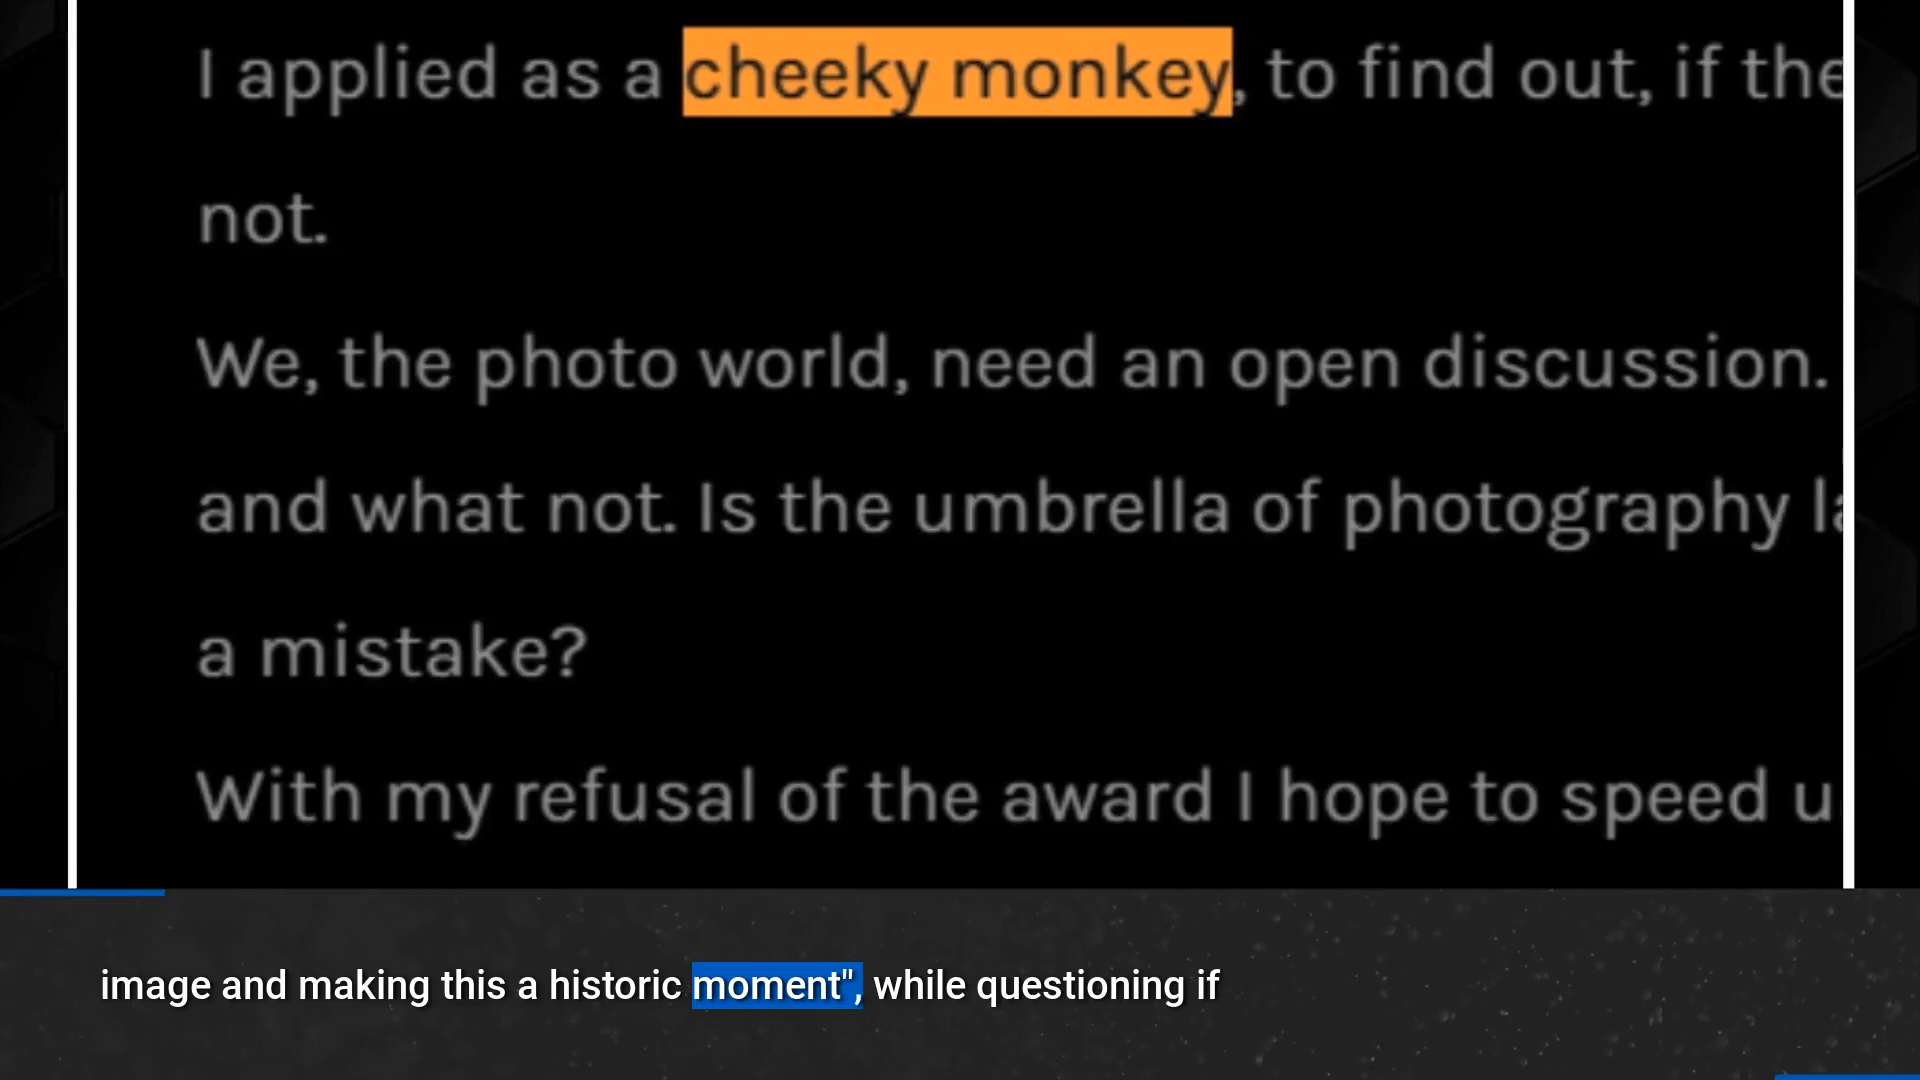 I applied as a cheeky monkey, to find out, if the
not.
We, the photo world, need an open discussion.
and what not. Is the umbrella of photography
a mistake?
With my refusal of the award I hope to speed
image and making this a historic moment", while questioning if